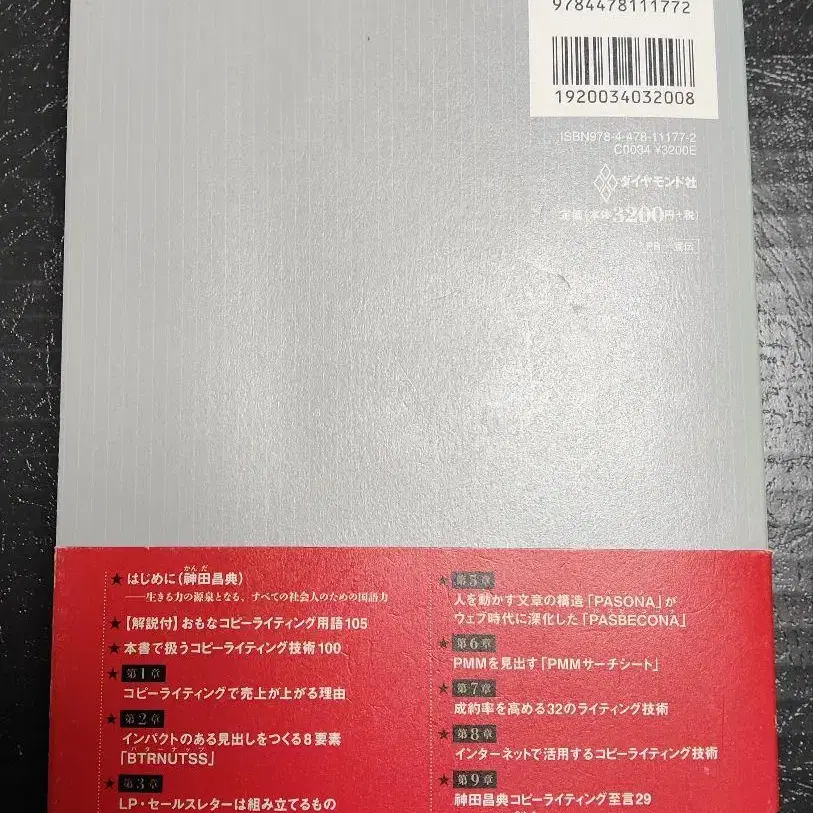 9784478111772
1920034032008
ISBN978-4-478-11177-2
C0034 ¥3200E
ダイヤモンド社
定価(本体3200円+税)
PR・宣伝
★はじめに(神田昌典)
かんだ
——生きる力の源泉となる、すべての社会人のための国語力
★【解説付】おもなコピーライティング用語105
★本書で扱うコピーライティング技術100
★第1章
コピーライティングで売上が上がる理由
★第2章
インパクトのある見出しをつくる8要素
「BTRNUTSS」
バターナッツ
★第3章
LP・セールスレターは組み立てるもの
★第5章
人を動かす文章の構造「PASONA」が
ウェブ時代に深化した「PASBECONA」
★第6章
PMMを見出す「PMMサーチシート」
★第7章
成約率を高める32のライティング技術
★第8章
インターネットで活用するコピーライティング技術
★第9章
神田昌典コピーライティング至言29